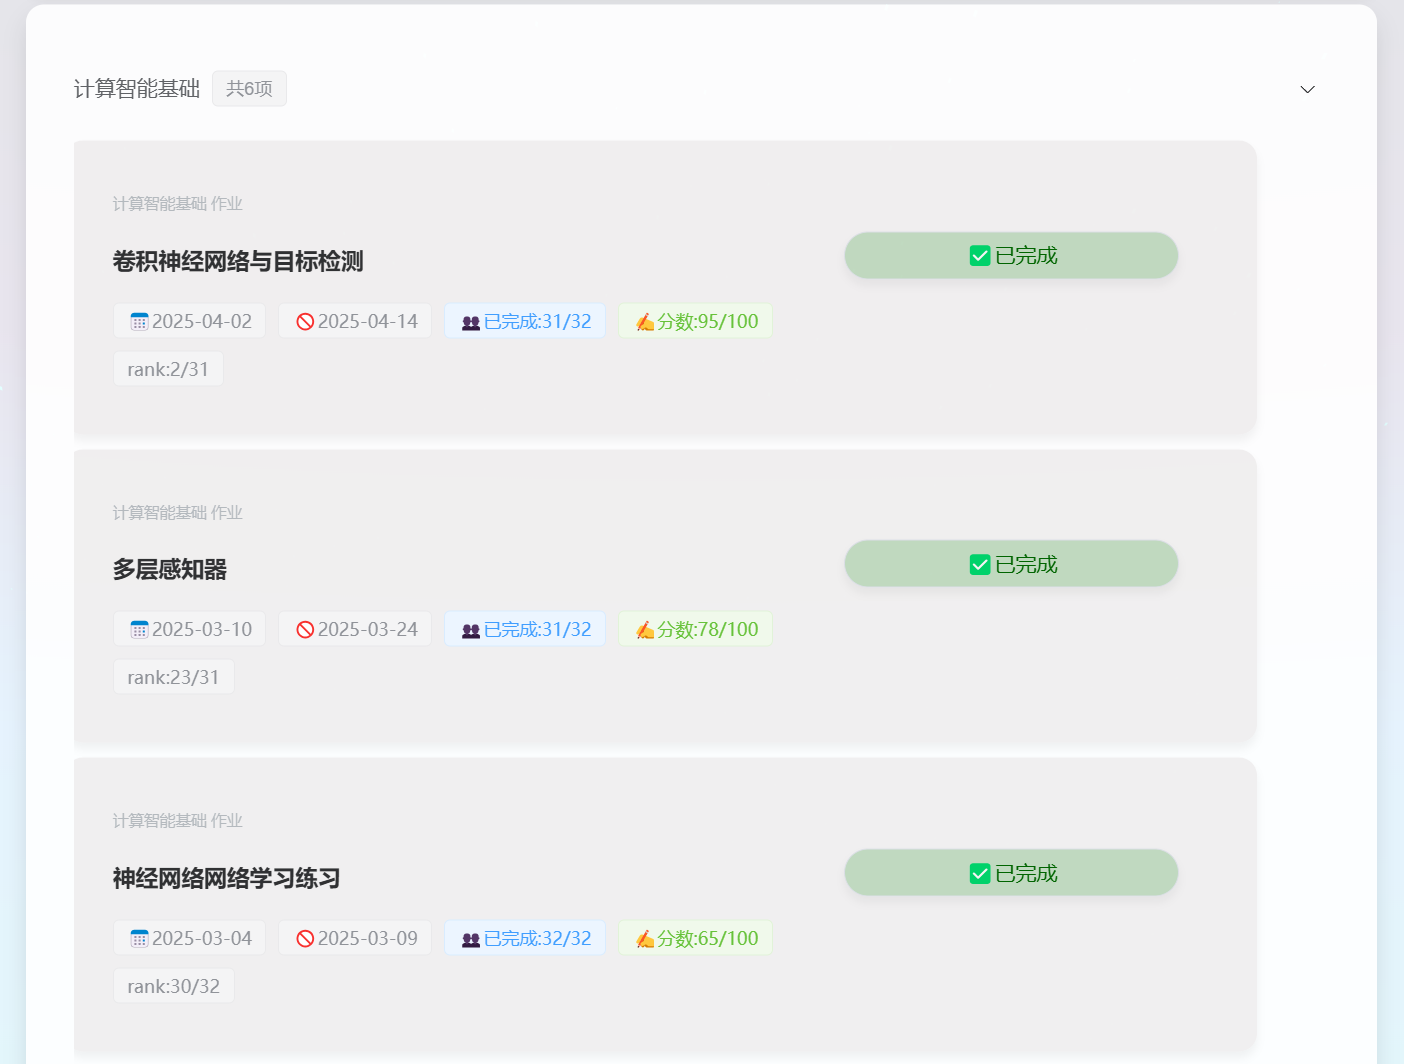 计算智能基础 共6项
计算智能基础 作业
卷积神经网络与目标检测
✅已完成
2025-04-02 🚫2025-04-14 👥已完成:31/32 ✍分数:95/100
rank:2/31
计算智能基础 作业
多层感知器
✅已完成
2025-03-10 🚫2025-03-24 👥已完成:31/32 ✍分数:78/100
rank:23/31
计算智能基础 作业
神经网络网络学习练习
✅已完成
2025-03-04 🚫2025-03-09 👥已完成:32/32 ✍分数:65/100
rank:30/32